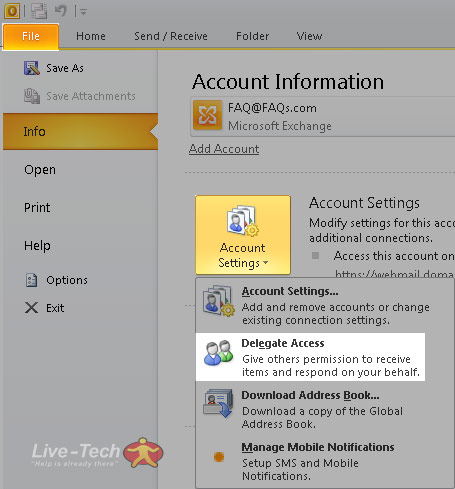 File Home Send / Receive Folder View
Save As
Save Attachments
Info
Open
Print
Help
Options
Exit
Account Information
FAQ@FAQs.com
Microsoft Exchange
Add Account
Account
Settings
Account Settings
Modify settings for this acco
additional connections.
Access this account on
https://webmail.doma
Account Settings...
Add and remove accounts or change
existing connection settings.
Delegate Access
Give others permission to receive
items and respond on your behalf.
Download Address Book...
Download a copy of the Global
Address Book.
Manage Mobile Notifications
Setup SMS and Mobile
Notifications.
Live-Tech
"Help is already there"